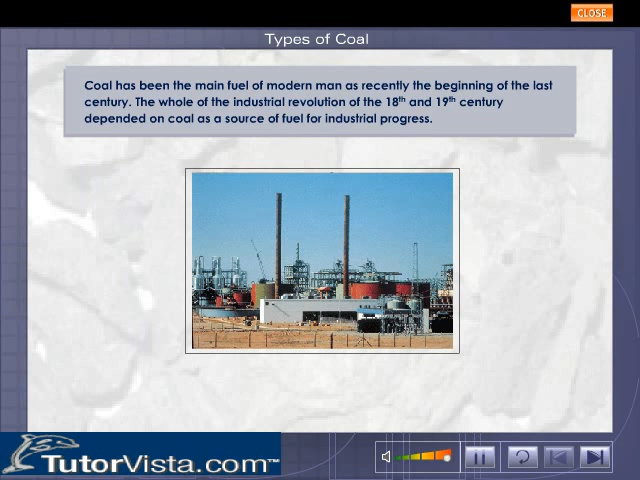 CLOSE
Types of Coal
Coal has been the main fuel of modern man as recently the beginning of the last
century. The whole of the industrial revolution of the 18th and 19th century
depended on coal as a source of fuel for industrial progress.
TutorVista.com™